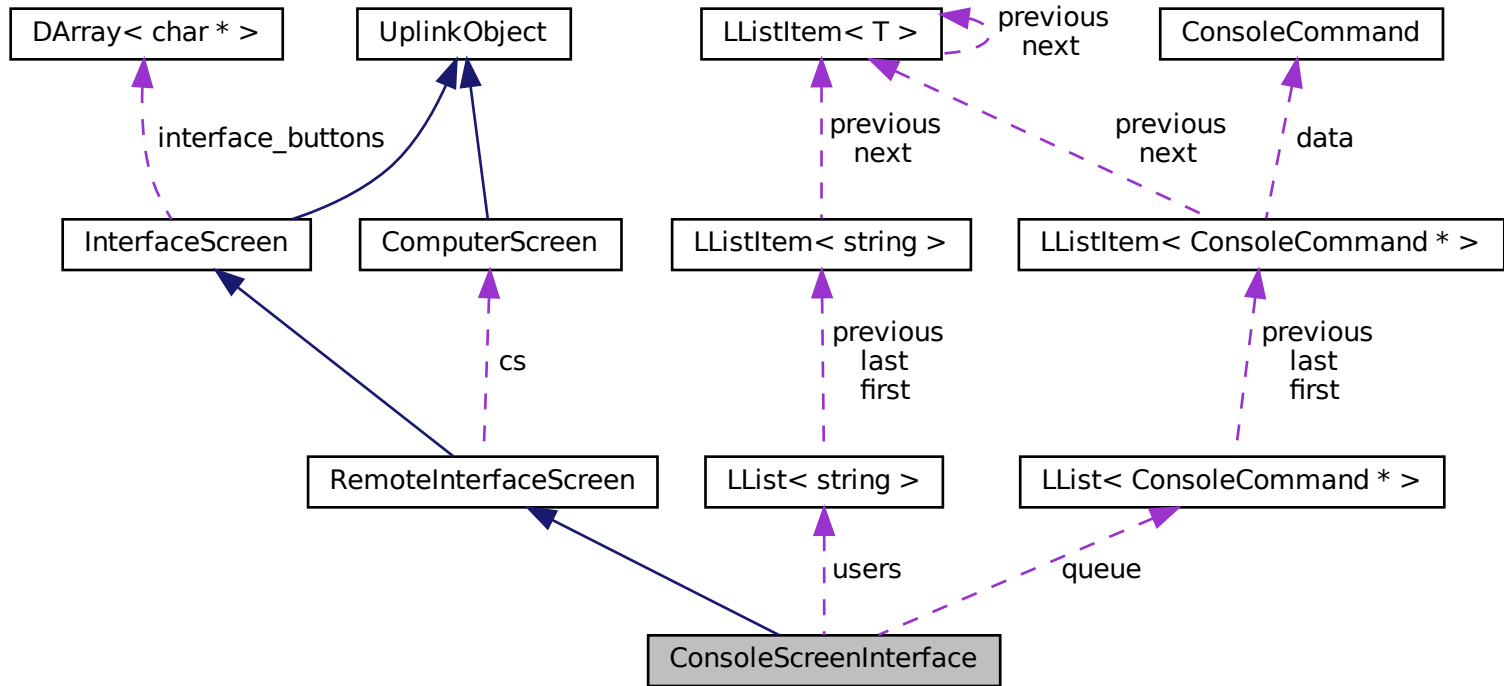 DArray< char * >
UplinkObject
LListItem< T >
previous
next
ConsoleCommand
interface_buttons
previous
next
previous
next
data
InterfaceScreen
ComputerScreen
LListItem< string >
LListItem< ConsoleCommand * >
cs
previous
last
first
previous
last
first
RemoteInterfaceScreen
LList< string >
LList< ConsoleCommand * >
users
queue
ConsoleScreenInterface